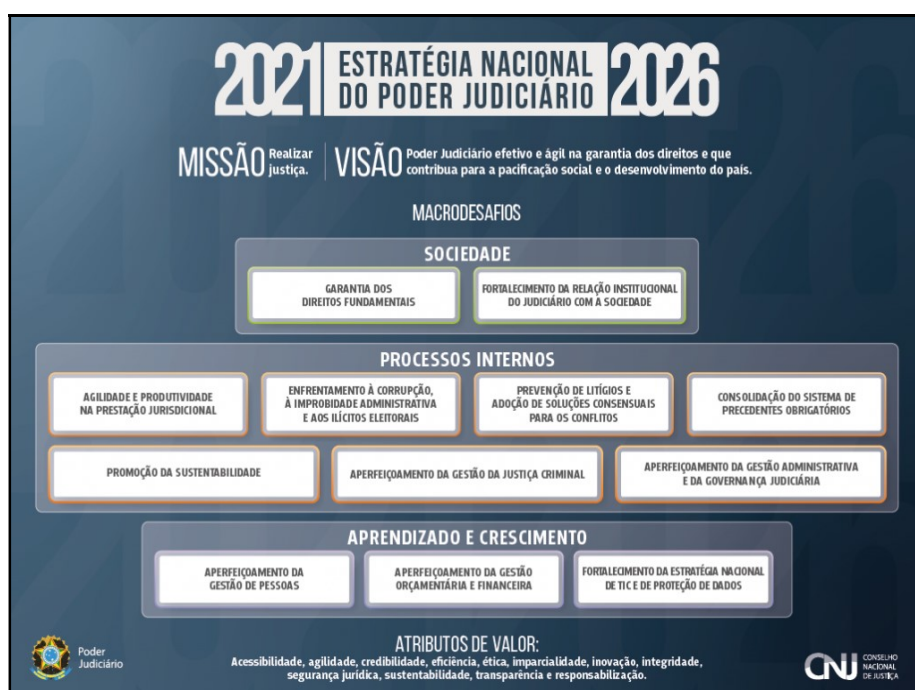 2021 ESTRATÉGIA NACIONAL DO PODER JUDICIÁRIO 2026
MISSÃO Realizar justiça.
VISÃO Poder Judiciário efetivo e ágil na garantia dos direitos e que
contribua para a pacificação social e o desenvolvimento do país.
MACRODESAFIOS
SOCIEDADE
GARANTIA DOS
DIREITOS FUNDAMENTAIS
FORTALECIMENTO DA RELAÇÃO INSTITUCIONAL
DO JUDICIÁRIO COM A SOCIEDADE
PROCESSOS INTERNOS
AGILIDADE E PRODUTIVIDADE
NA PRESTAÇÃO JURISDICIONAL
ENFRENTAMENTO À CORRUPÇÃO,
À IMPROBIDADE ADMINISTRATIVA
E AOS ILÍCITOS ELEITORAIS
PREVENÇÃO DE LITÍGIOS E
ADOÇÃO DE SOLUÇÕES CONSENSUAIS
PARA OS CONFLITOS
CONSOLIDAÇÃO DO SISTEMA DE
PRECEDENTES OBRIGATÓRIOS
PROMOÇÃO DA SUSTENTABILIDADE
APERFEIÇOAMENTO DA GESTÃO DA JUSTIÇA CRIMINAL
APERFEIÇOAMENTO DA GESTÃO ADMINISTRATIVA
E DA GOVERNANÇA JUDICIÁRIA
APRENDIZADO E CRESCIMENTO
APERFEIÇOAMENTO DA
GESTÃO DE PESSOAS
APERFEIÇOAMENTO DA GESTÃO
ORÇAMENTÁRIA E FINANCEIRA
FORTALECIMENTO DA ESTRATÉGIA NACIONAL
DE TIC E DE PROTEÇÃO DE DADOS
ATRIBUTOS DE VALOR:
Acessibilidade, agilidade, credibilidade, eficiência, ética, imparcialidade, inovação, integridade,
segurança jurídica, sustentabilidade, transparência e responsabilização.
Poder
Judiciário
CNJ CONSELHO
NACIONAL
DE JUSTIÇA